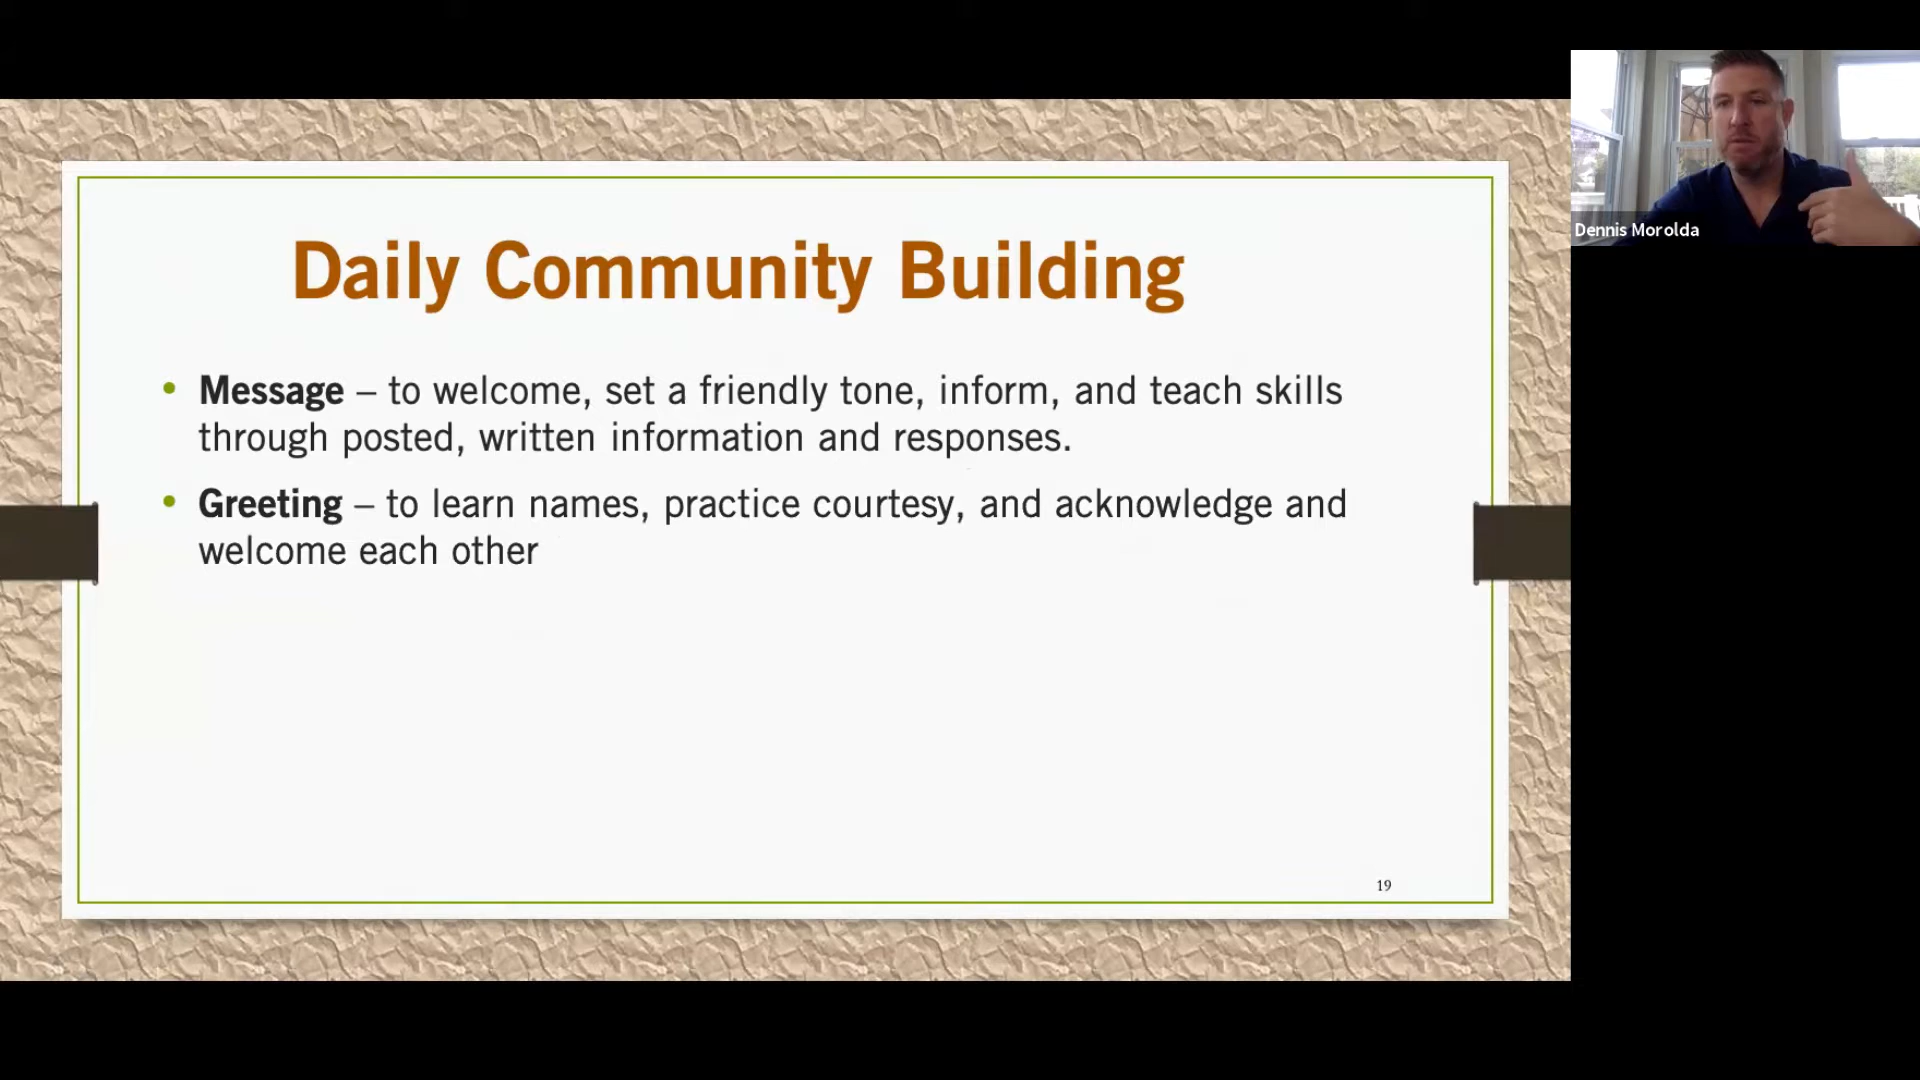 Daily Community Building
• Message – to welcome, set a friendly tone, inform, and teach skills
through posted, written information and responses.
• Greeting – to learn names, practice courtesy, and acknowledge and
welcome each other
19
Dennis Morolda